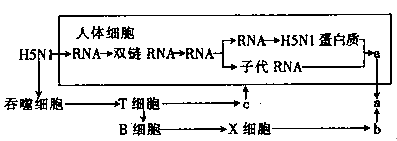 人体细胞
RNA→H5N1 蛋白质
H5N1→RNA→双链 RNA→RNA→ a
子代 RNA
吞噬细胞→T 细胞→c a
B 细胞→X 细胞→b